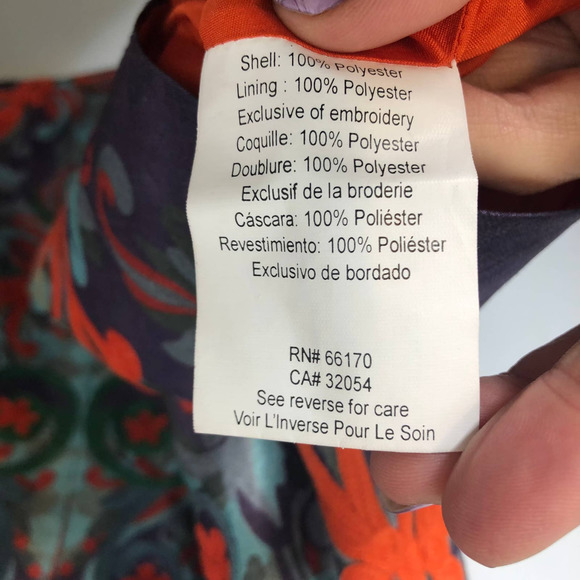 Shell: 100% Polyester
Lining : 100% Polyester
Exclusive of embroidery
Coquille: 100% Polyester
Doublure: 100% Polyester
Exclusif de la broderie
Cáscara: 100% Poliéster
Revestimiento: 100% Poliéster
Exclusivo de bordado
RN# 66170
CA# 32054
See reverse for care
Voir L'Inverse Pour Le Soin